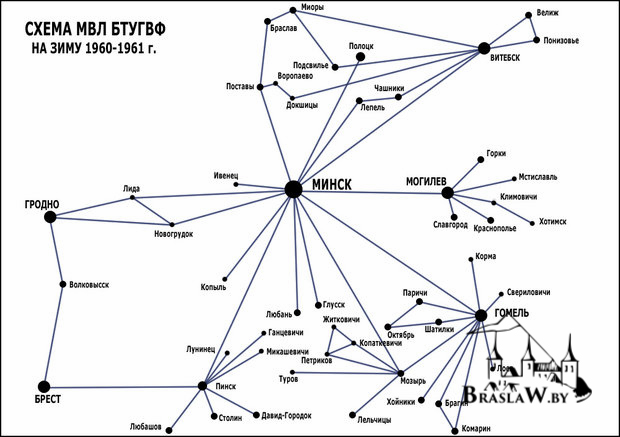 СХЕМА МВЛ БТУГВФ
НА ЗИМУ 1960-1961 г.
Миоры
Браслав
Велиж
Понизовье
ВИТЕБСК
Полоцк
Подсвилье
Воропаево
Поставы
Докшицы
Чашники
Лепель
Ивенец
МИНСК
МОГИЛЕВ
Горки
Мстиславль
Климовичи
Хотимск
Краснополье
Славгород
Лида
ГРОДНО
Новогрудок
Волковысск
Копыль
Любань
Глусск
Корма
Свериловичи
Паричи
ГОМЕЛЬ
Житковичи
Октябрь
Шатилки
Ганцевичи
Копаткевичи
Лунинец
Микашевичи
Петриков
Туров
Мозырь
БРЕСТ
Пинск
Хойники
Брагин
Лельчицы
Любашов
Столин
Давид-Городок
Комарин
BRASLAW.BY